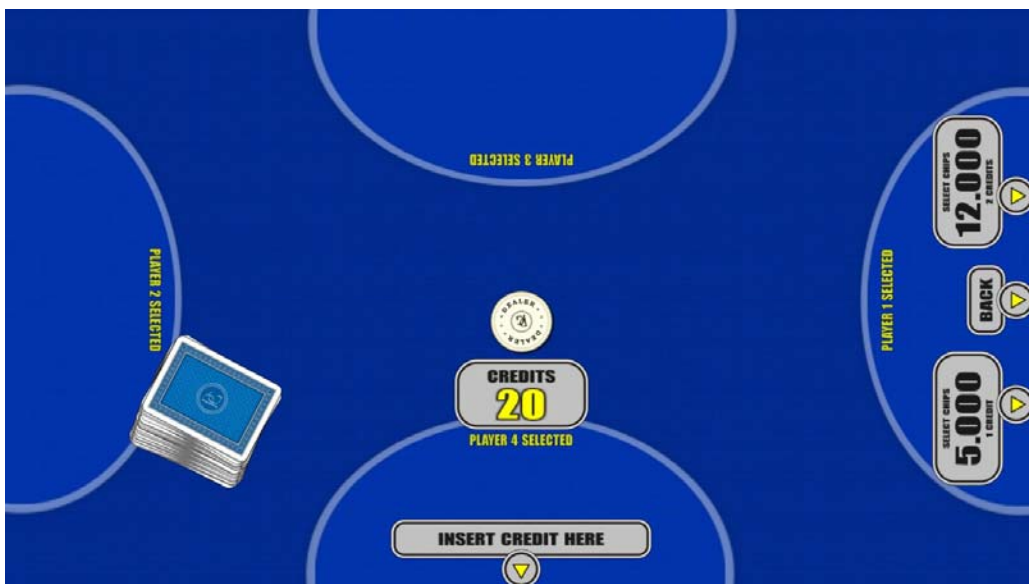 PLAYER 3 SELECTED
PLAYER 2 SELECTED
PLAYER 1 SELECTED
SELECT CHIPS
12.000
2 CREDITS
BACK
SELECT CHIPS
5.000
1 CREDIT
DEALER
DEALER
CREDITS
20
PLAYER 4 SELECTED
INSERT CREDIT HERE